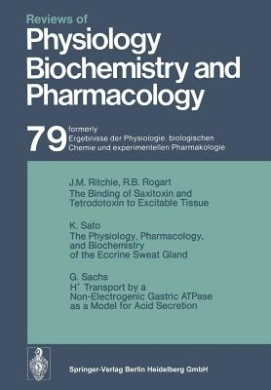 Reviews of
Physiology
Biochemistry and
Pharmacology
79 formerly
Ergebnisse der Physiologie, biologischen
Chemie und experimentellen Pharmakologie
J.M. Ritchie, R.B. Rogart
The Binding of Saxitoxin and
Tetrodotoxin to Excitable Tissue
K. Sato
The Physiology, Pharmacology,
and Biochemistry
of the Eccrine Sweat Gland
G. Sachs
H⁺ Transport by a
Non-Electrogenic Gastric ATPase
as a Model for Acid Secretion
Springer-Verlag Berlin Heidelberg GmbH